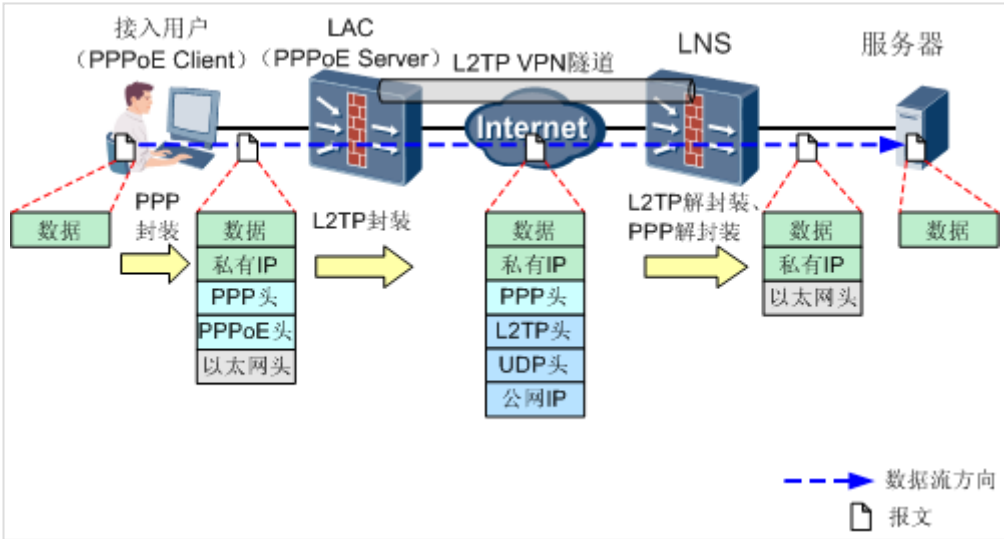 接入用户
（PPPoE Client）
LAC
（PPPoE Server）
L2TP VPN隧道
LNS
服务器
Internet
数据
PPP
封装
数据
私有IP
PPP头
PPPoE头
以太网头
L2TP封装
数据
私有IP
PPP头
L2TP头
UDP头
公网IP
L2TP解封装、
PPP解封装
数据
私有IP
以太网头
数据
数据流方向
报文